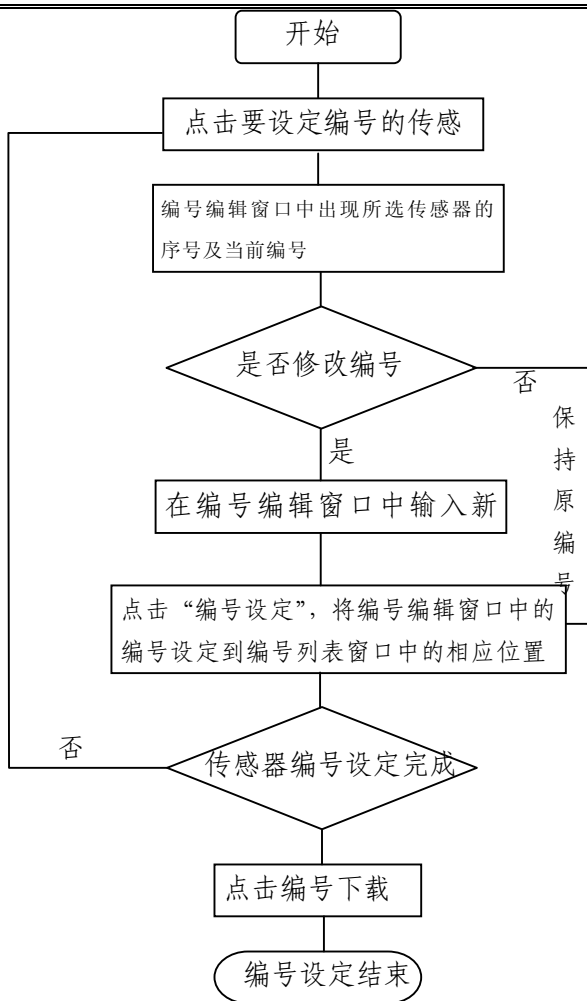 开始
点击要设定编号的传感
编号编辑窗口中出现所选传感器的
序号及当前编号
是否修改编号
否
保
持
原
编
号
是
在编号编辑窗口中输入新
点击“编号设定”，将编号编辑窗口中的
编号设定到编号列表窗口中的相应位置
否
传感器编号设定完成
点击编号下载
编号设定结束